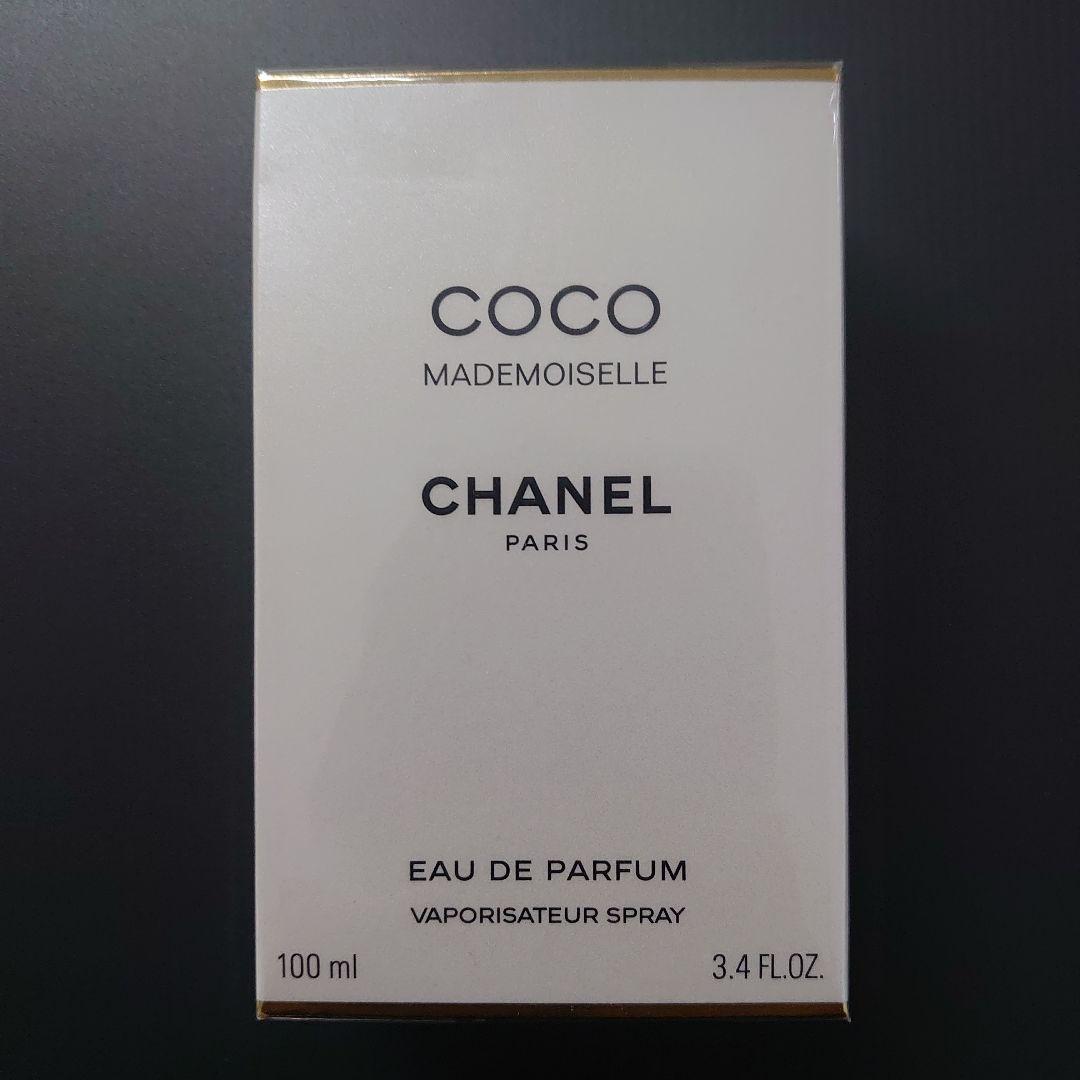 COCO
MADEMOISELLE
CHANEL
PARIS
EAU DE PARFUM
VAPORISATEUR SPRAY
100 ml 3.4 FL.OZ.